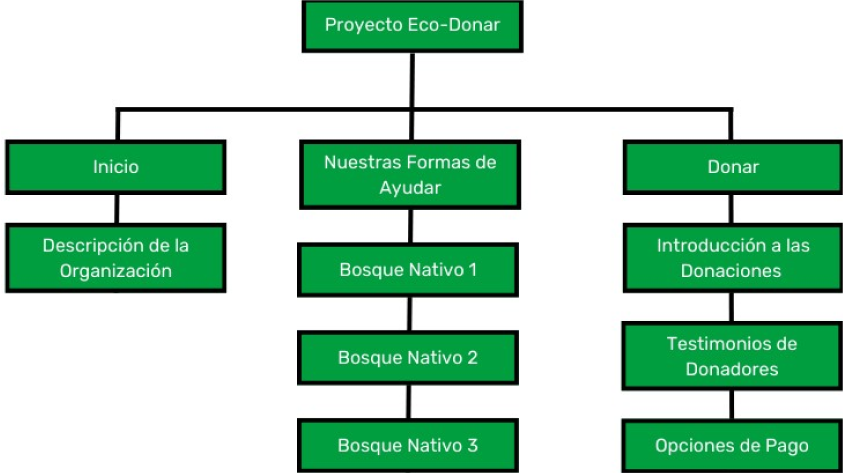 Proyecto Eco-Donar
Inicio
Nuestras Formas de
Ayudar
Donar
Descripción de la
Organización
Bosque Nativo 1
Introducción a las
Donaciones
Bosque Nativo 2
Testimonios de
Donadores
Bosque Nativo 3
Opciones de Pago